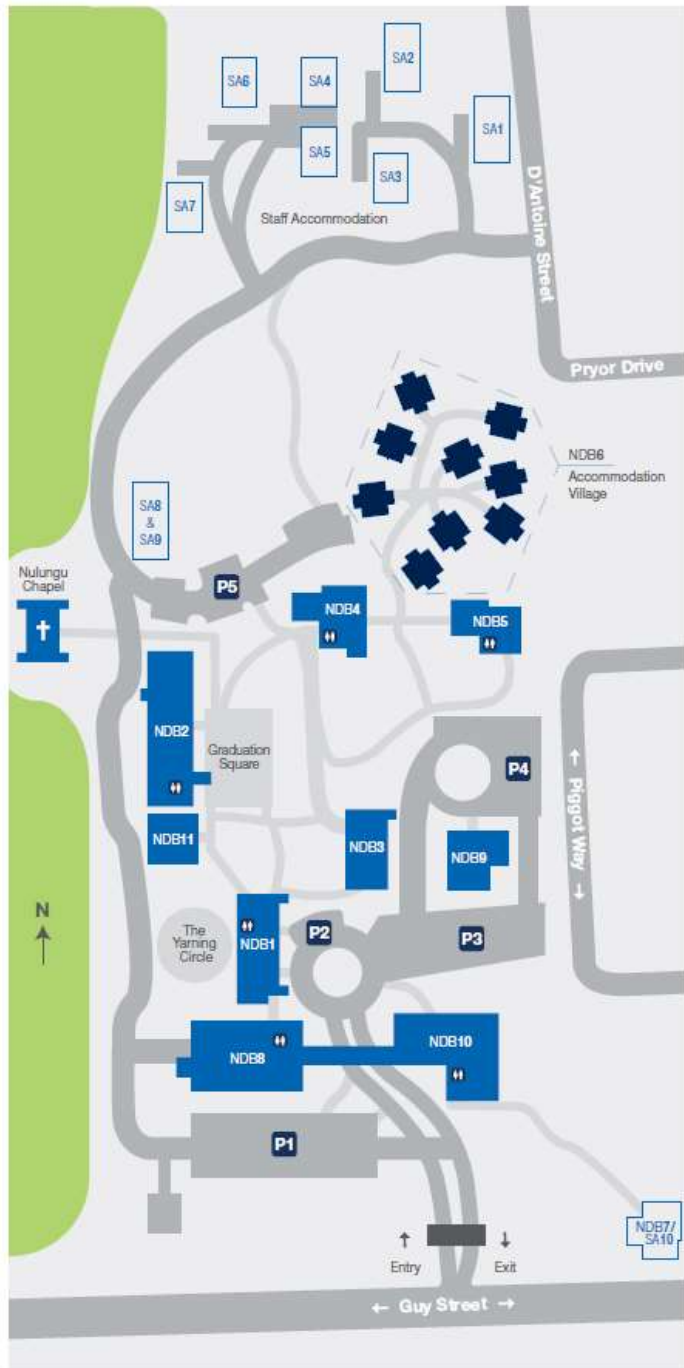 SA2
SA6
SA4
SA1
SA5
SA3
SA7
Staff Accommodation
D'Antoine Street
Pryor Drive
NDB6
Accommodation
Village
SA8
&
SA9
Nulungu
Chapel
P5
NDB4
NDB5
NDB2
Graduation
Square
P4
← Piggot Way →
NDB11
NDB3
NDB9
N
↑
The
Yarning
Circle
NDB1
P2
P3
NDB8
NDB10
P1
NDB7/
SA10
↑
Entry
↓
Exit
← Guy Street →